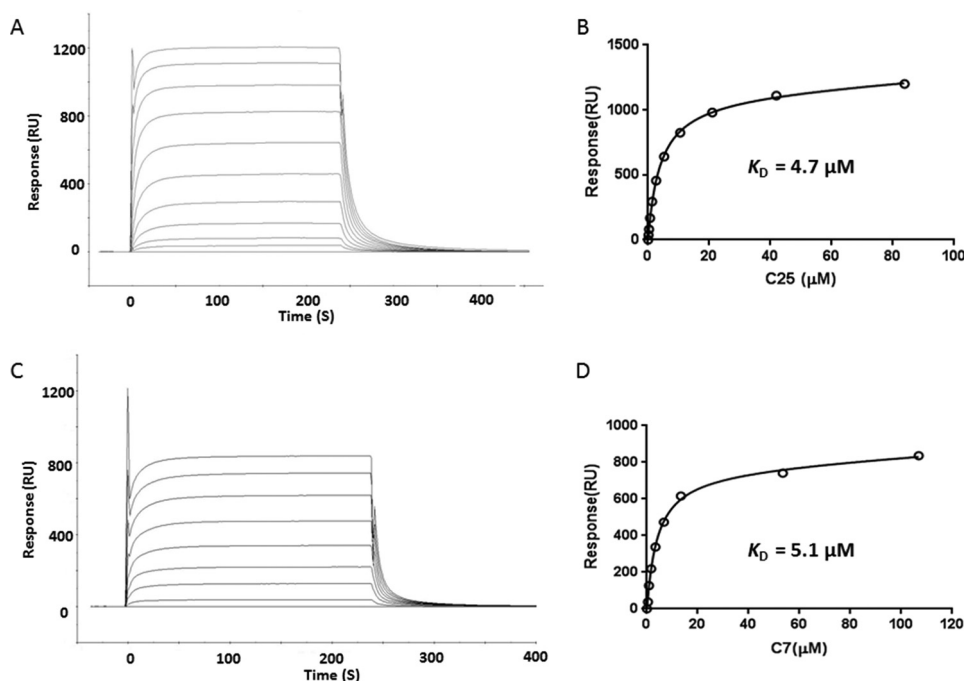 A
1200
800
400
0
Response (RU)
0 100 200 300 400
Time (S)
B
1500
1000
500
0
Response(RU)
K_D = 4.7 μM
0 20 40 60 80 100
C25 (μM)
C
1200
800
400
0
Response (RU)
0 100 200 300 400
Time (S)
D
1000
800
600
400
200
0
Response(RU)
K_D = 5.1 μM
0 20 40 60 80 100 120
C7(μM)